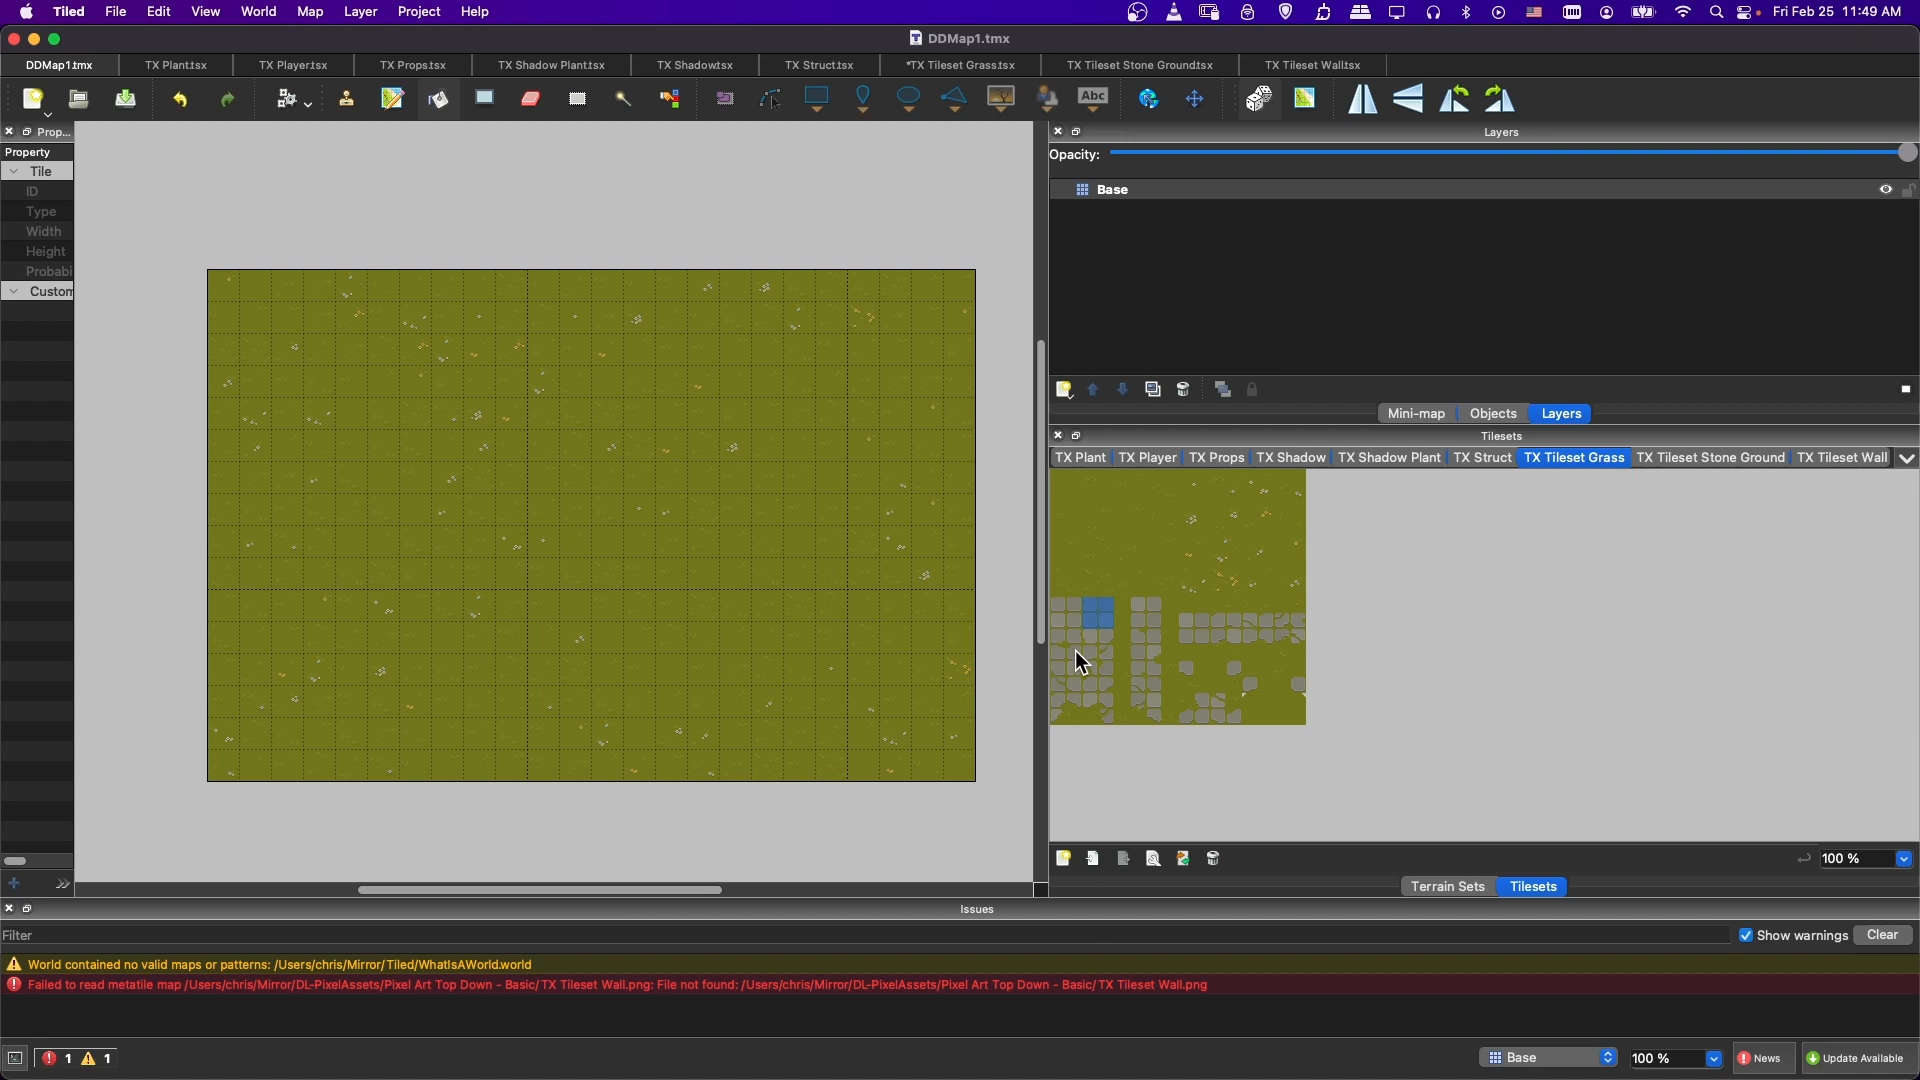 Tiled File Edit View World Map Layer Project Help Fri Feb 25 11:49 AM
DDMap1.tmx
DDMap1.tmx TX Plant.tsx TX Player.tsx TX Props.tsx TX Shadow Plant.tsx TX Shadow.tsx TX Struct.tsx *TX Tileset Grass.tsx TX Tileset Stone Ground.tsx TX Tileset Wall.tsx
Abc
Prop...
Layers
Property
Opacity:
Tile
ID
Base
Type
Width
Height
Probabi
Custom
Mini-map Objects Layers
Tilesets
TX Plant TX Player TX Props TX Shadow TX Shadow Plant TX Struct TX Tileset Grass TX Tileset Stone Ground TX Tileset Wall
100 %
Terrain Sets Tilesets
Issues
Filter
Show warnings Clear
World contained no valid maps or patterns: /Users/chris/Mirror/Tiled/WhatIsAWorld.world
Failed to read metatile map /Users/chris/Mirror/DL-PixelAssets/Pixel Art Top Down - Basic/TX Tileset Wall.png: File not found: /Users/chris/Mirror/DL-PixelAssets/Pixel Art Top Down - Basic/TX Tileset Wall.png
1 1 Base 100 % News Update Available